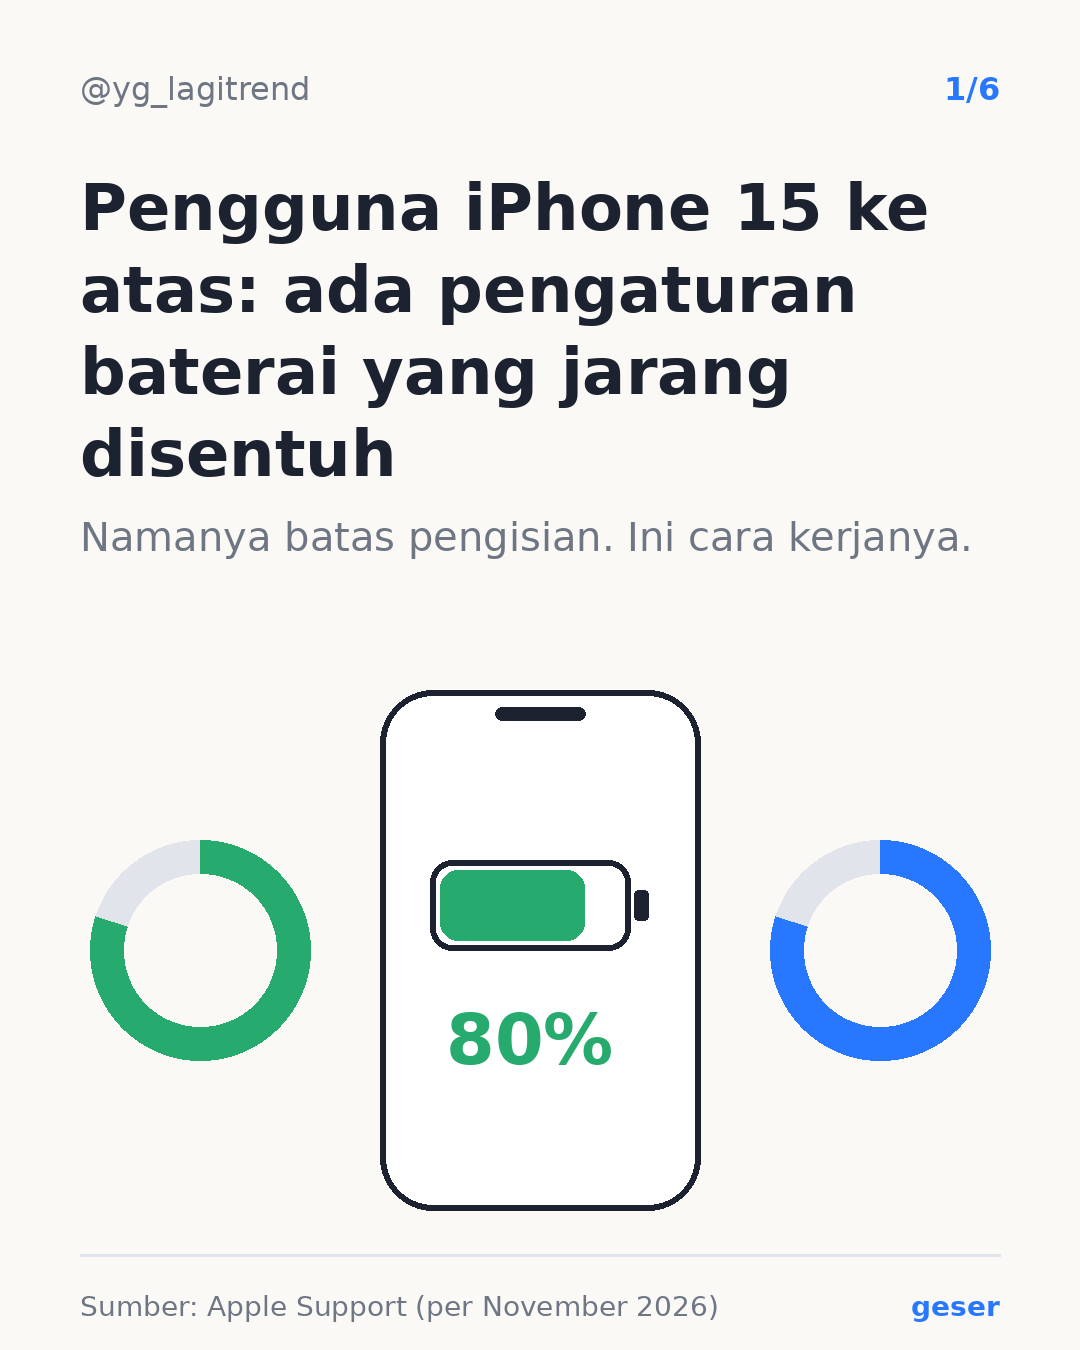 @yg_lagitrend
1/6
Pengguna iPhone 15 ke
atas: ada pengaturan
baterai yang jarang
disentuh
Namanya batas pengisian. Ini cara kerjanya.
80%
Sumber: Apple Support (per November 2026)
geser